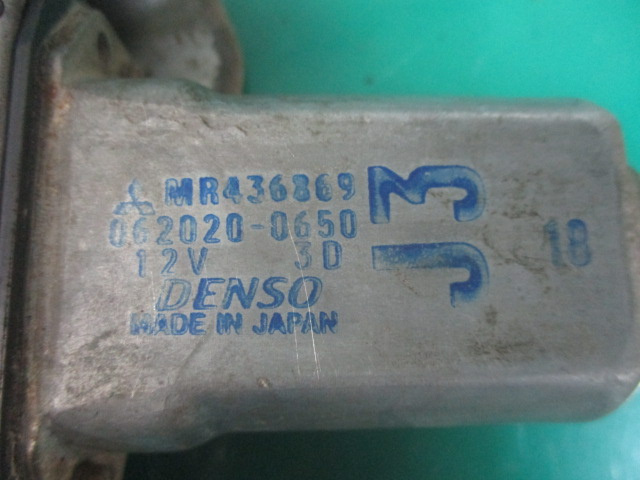 MR436869
062020-0650
12V 3D
DENSO
MADE IN JAPAN
J3
18